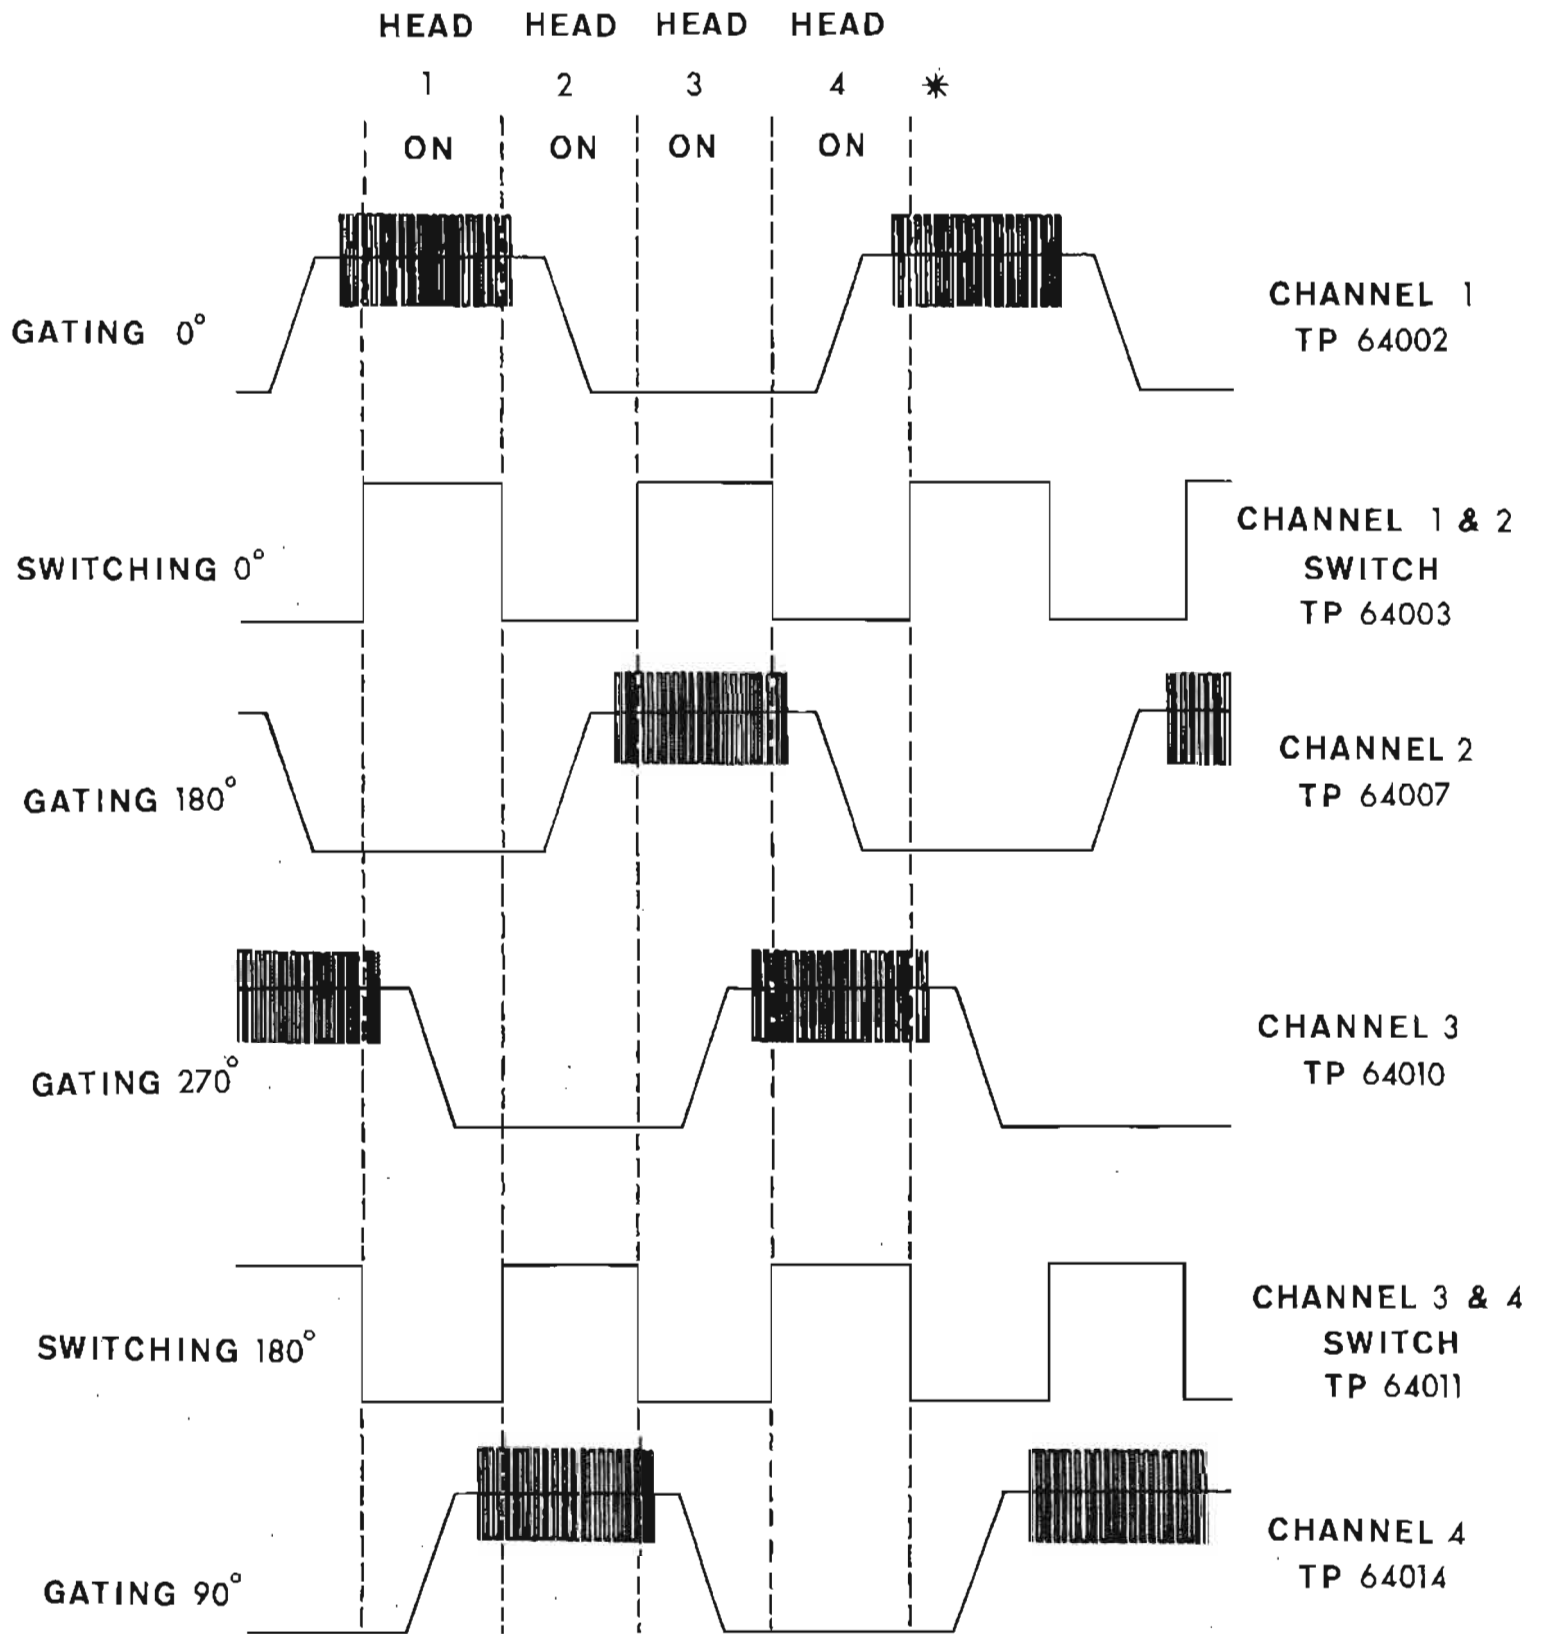 HEAD HEAD HEAD HEAD
1 2 3 4 *
ON ON ON ON
GATING 0°
CHANNEL 1
TP 64002
SWITCHING 0°
CHANNEL 1 & 2
SWITCH
TP 64003
GATING 180°
CHANNEL 2
TP 64007
GATING 270°
CHANNEL 3
TP 64010
SWITCHING 180°
CHANNEL 3 & 4
SWITCH
TP 64011
GATING 90°
CHANNEL 4
TP 64014